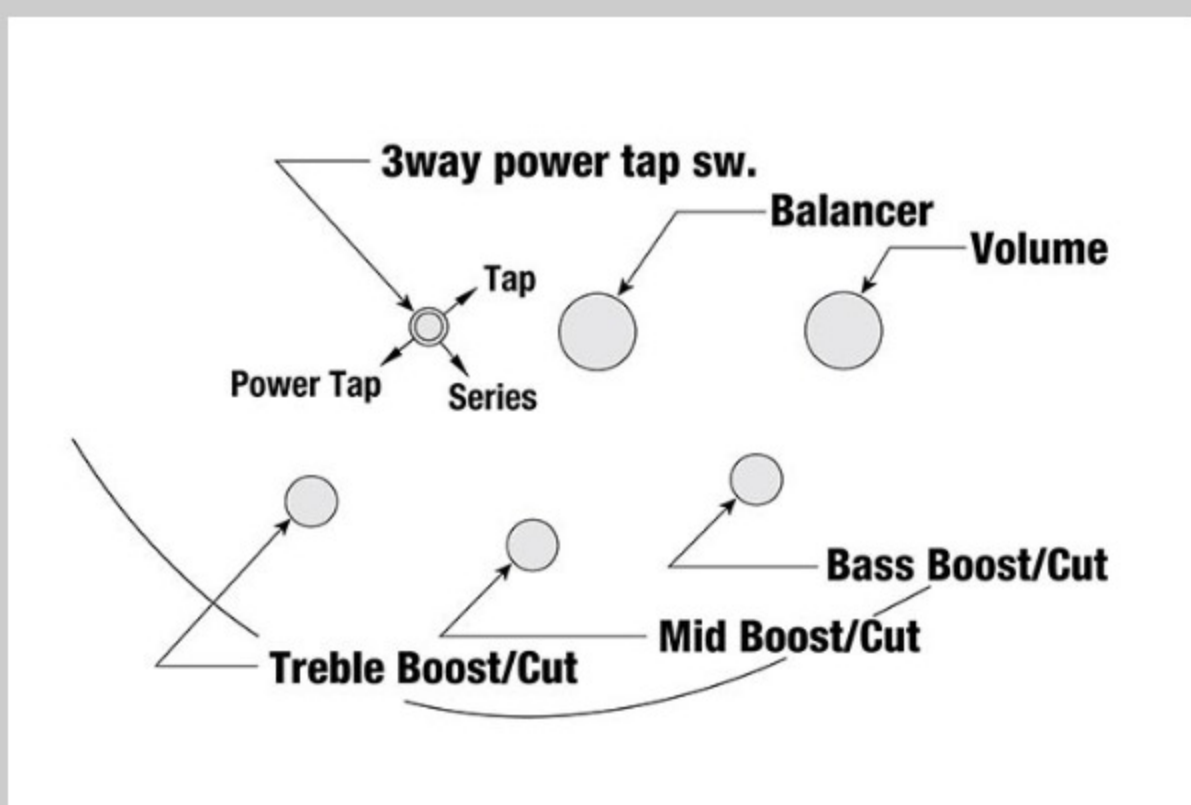 3way power tap sw.
Balancer
Volume
Tap
Power Tap
Series
Bass Boost/Cut
Mid Boost/Cut
Treble Boost/Cut